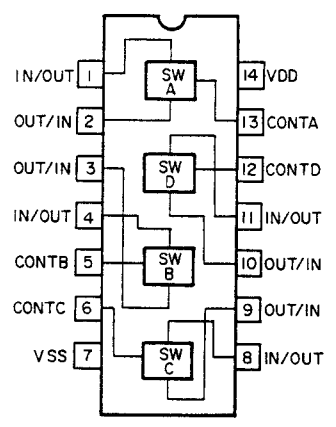 IN/OUT 1
OUT/IN 2
OUT/IN 3
IN/OUT 4
CONTB 5
CONTC 6
VSS 7
SW
A
SW
D
SW
B
SW
C
14 VDD
13 CONTA
12 CONTD
11 IN/OUT
10 OUT/IN
9 OUT/IN
8 IN/OUT